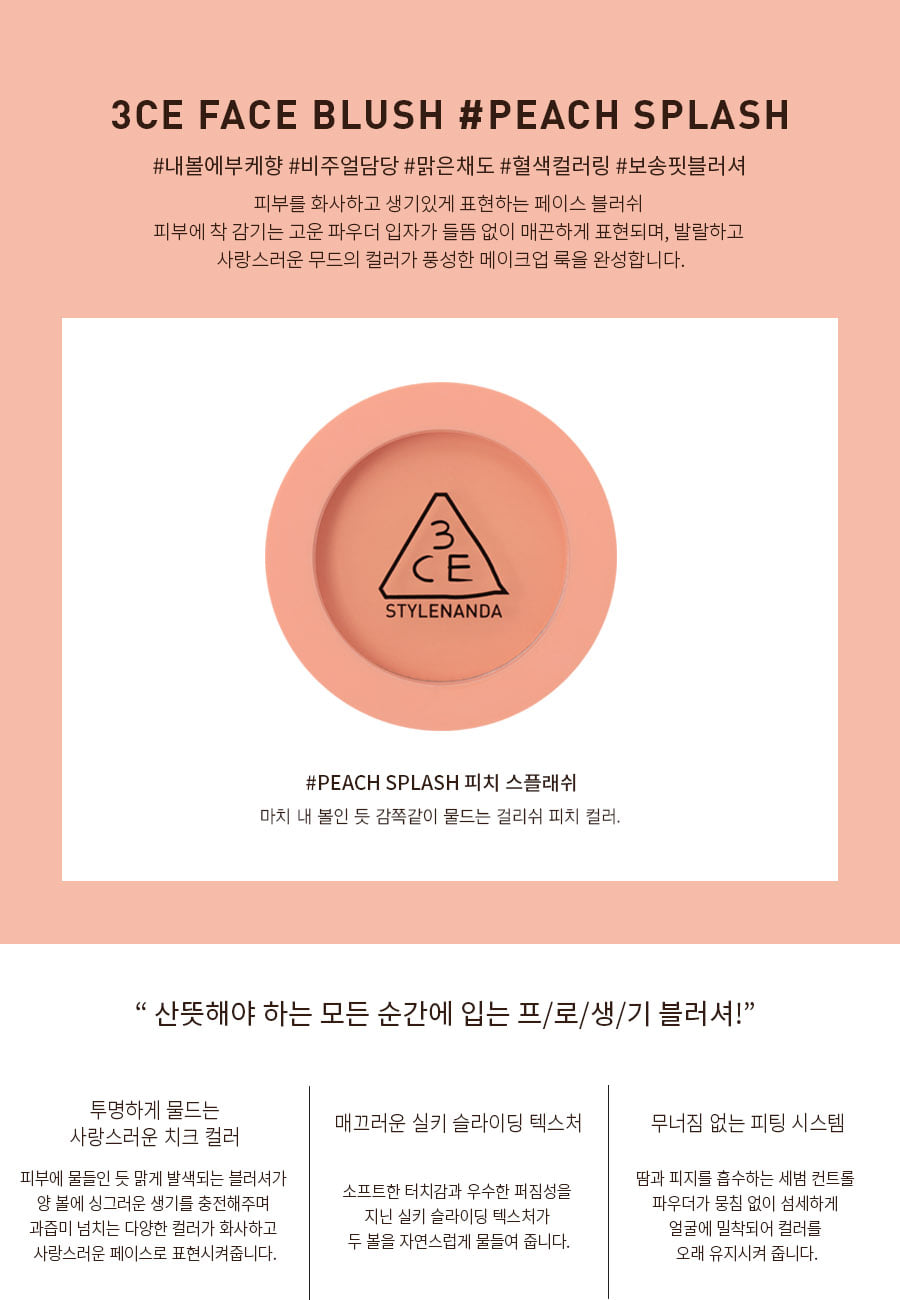 3CE FACE BLUSH #PEACH SPLASH
#내볼에부케향 #비주얼담당 #맑은채도 #혈색컬러링 #보송핏블러셔
피부를 화사하고 생기있게 표현하는 페이스 블러쉬
피부에 착 감기는 고운 파우더 입자가 들뜸 없이 매끈하게 표현되며, 발랄하고
사랑스러운 무드의 컬러가 풍성한 메이크업 룩을 완성합니다.
3
CE
STYLENANDA
#PEACH SPLASH 피치 스플래쉬
마치 내 볼인 듯 감쪽같이 물드는 걸리쉬 피치 컬러.
“ 산뜻해야 하는 모든 순간에 입는 프/로/생/기 블러셔!”
투명하게 물드는
사랑스러운 치크 컬러
피부에 물들인 듯 맑게 발색되는 블러셔가
양 볼에 싱그러운 생기를 충전해주며
과즙미 넘치는 다양한 컬러가 화사하고
사랑스러운 페이스로 표현시켜줍니다.
매끄러운 실키 슬라이딩 텍스처
소프트한 터치감과 우수한 퍼짐성을
지닌 실키 슬라이딩 텍스처가
두 볼을 자연스럽게 물들여 줍니다.
무너짐 없는 피팅 시스템
땀과 피지를 흡수하는 세범 컨트롤
파우더가 뭉침 없이 섬세하게
얼굴에 밀착되어 컬러를
오래 유지시켜 줍니다.